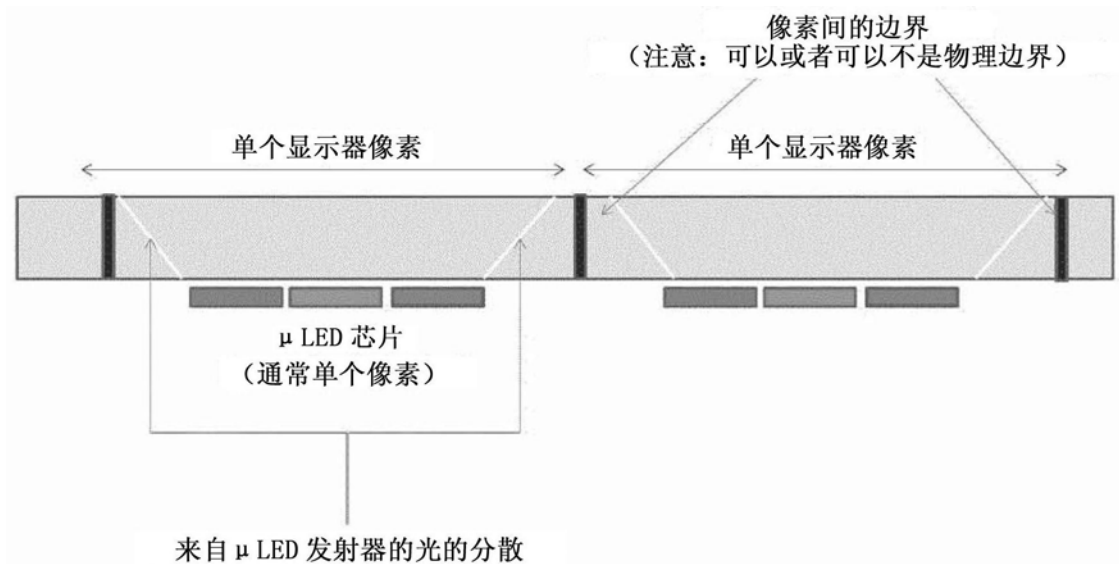 像素间的边界
（注意：可以或者可以不是物理边界）
单个显示器像素
单个显示器像素
μ LED 芯片
（通常单个像素）
来自 μ LED 发射器的光的分散